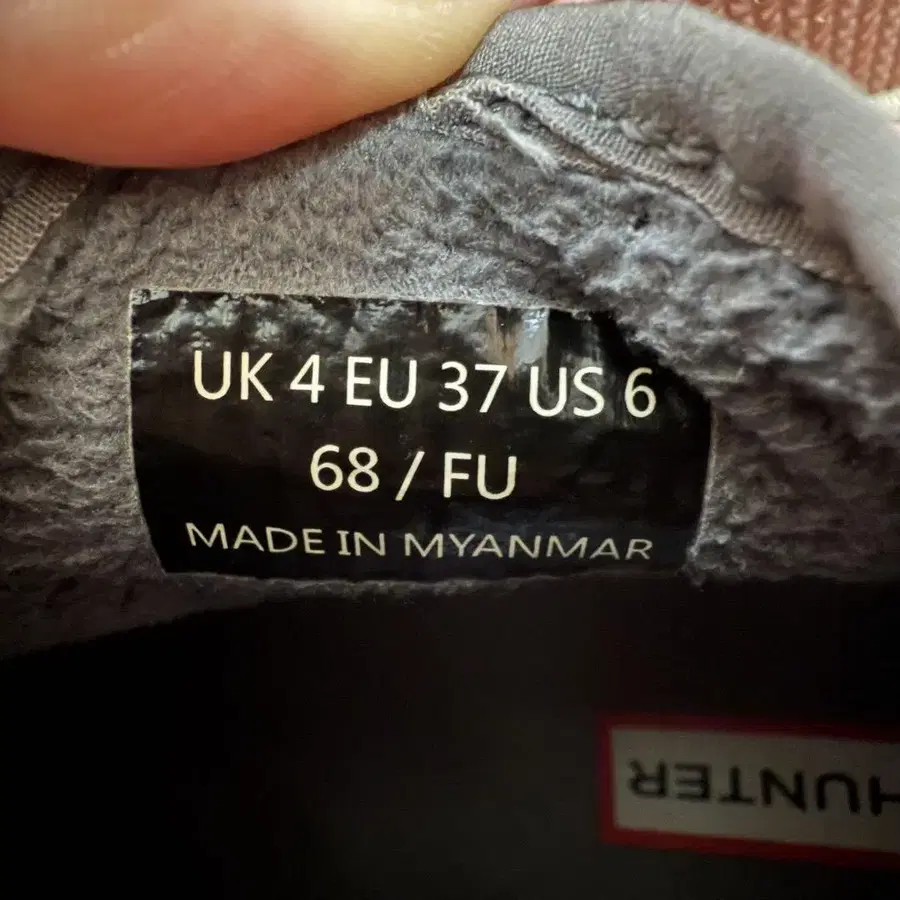 UK 4 EU 37 US 6
68 / FU
MADE IN MYANMAR
HUNTER